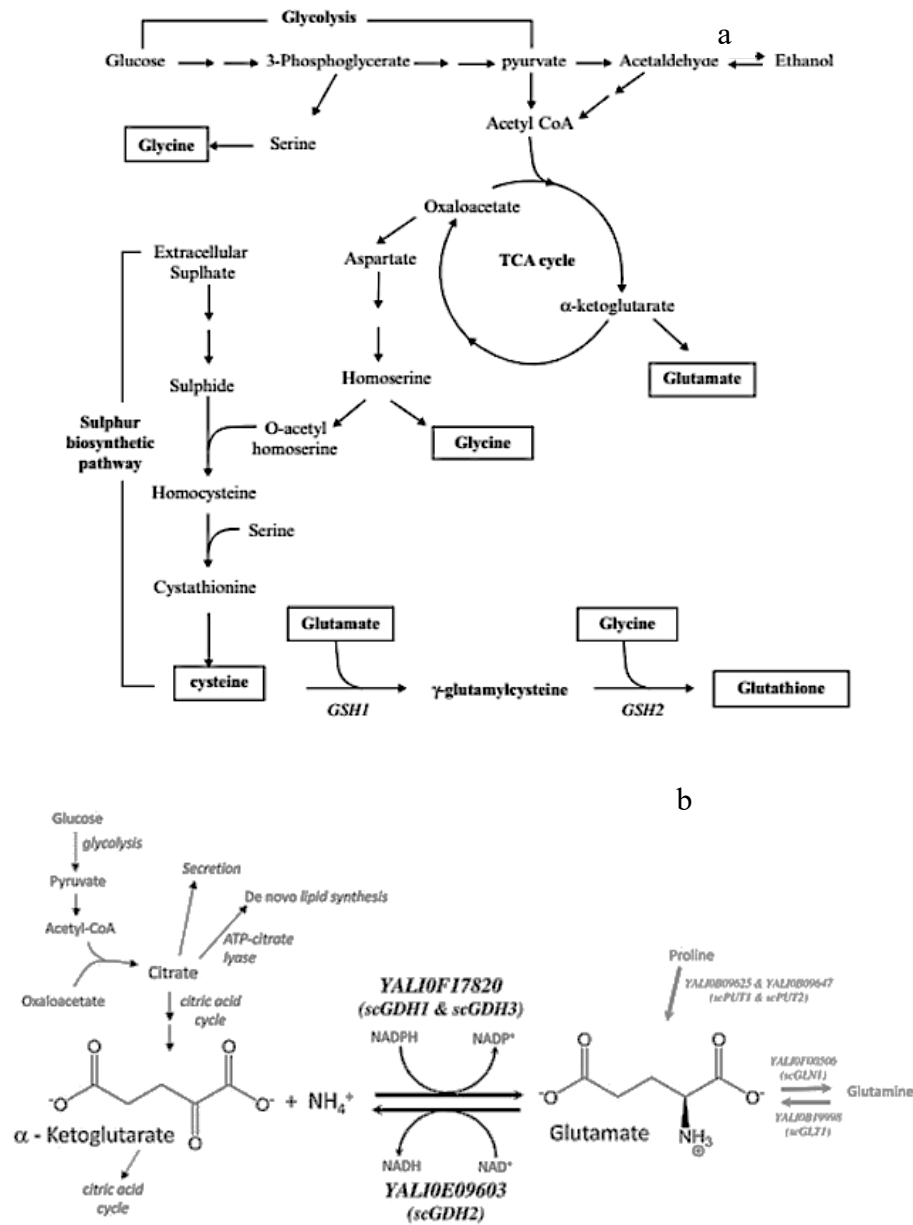 Glycolysis
a
Glucose
3-Phosphoglycerate
pyurvate
Acetaldehyde
Ethanol
Acetyl CoA
Glycine
Serine
Oxaloacetate
Extracellular
Suplhate
Aspartate
TCA cycle
α-ketoglutarate
Sulphide
Homoserine
Glutamate
Sulphur
biosynthetic
pathway
O-acetyl
homoserine
Glycine
Homocysteine
Serine
Cystathionine
Glutamate
Glycine
cysteine
γ-glutamylcysteine
Glutathione
GSH1
GSH2
b
Glucose
glycolysis
Pyruvate
Secretion
De novo lipid synthesis
Acetyl-CoA
ATP-citrate
lyase
Citrate
Oxaloacetate
citric acid
cycle
Proline
YALI0B09625 & YALI0B09647
(scPUT1 & scPUT2)
YALI0F17820
(scGDH1 & scGDH3)
NADPH
NADP⁺
O
O
⁻O
O⁻
O
+ NH₄⁺
α - Ketoglutarate
citric acid
cycle
NADH
NAD⁺
YALI0E09603
(scGDH2)
O
O
⁻O
O⁻
NH₃
⊕
Glutamate
YALI0F00506
(scGLN1)
Glutamine
YALI0B19998
(scGLT1)